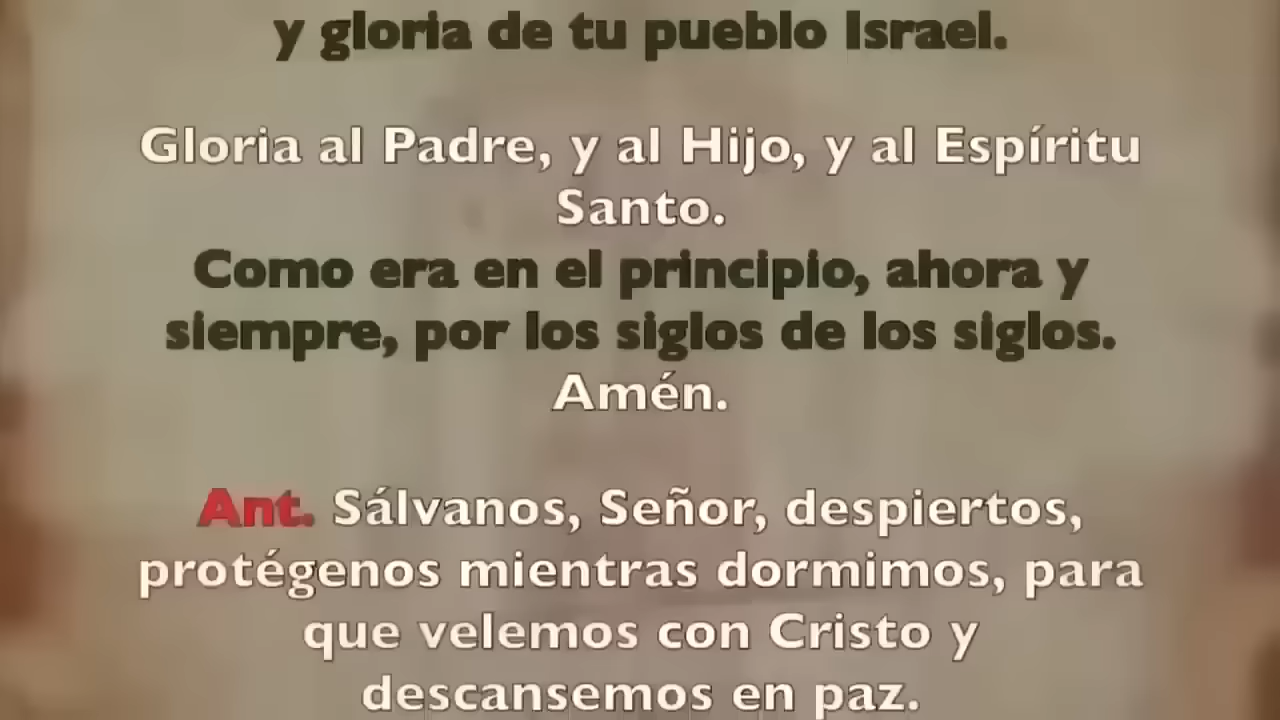 y gloria de tu pueblo Israel.
Gloria al Padre, y al Hijo, y al Espíritu
Santo.
Como era en el principio, ahora y
siempre, por los siglos de los siglos.
Amén.
Ant. Sálvanos, Señor, despiertos,
protégenos mientras dormimos, para
que velemos con Cristo y
descansemos en paz.